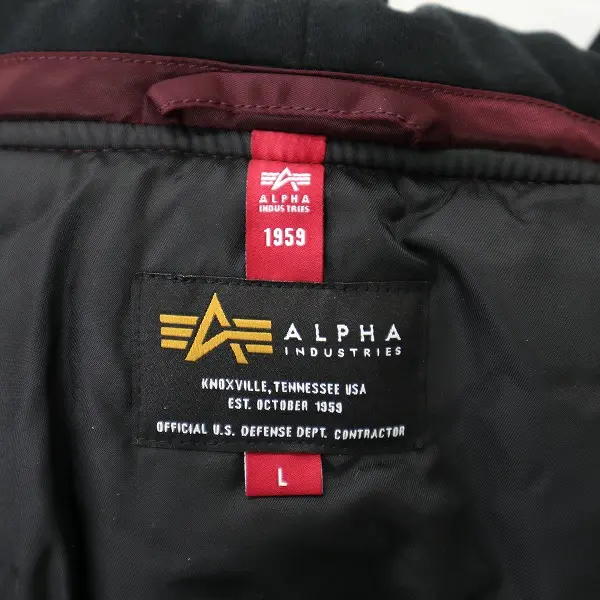 ALPHA
INDUSTRIES
1959
ALPHA
INDUSTRIES
KNOXVILLE, TENNESSEE USA
EST. OCTOBER 1959
OFFICIAL U.S. DEFENSE DEPT. CONTRACTOR
L